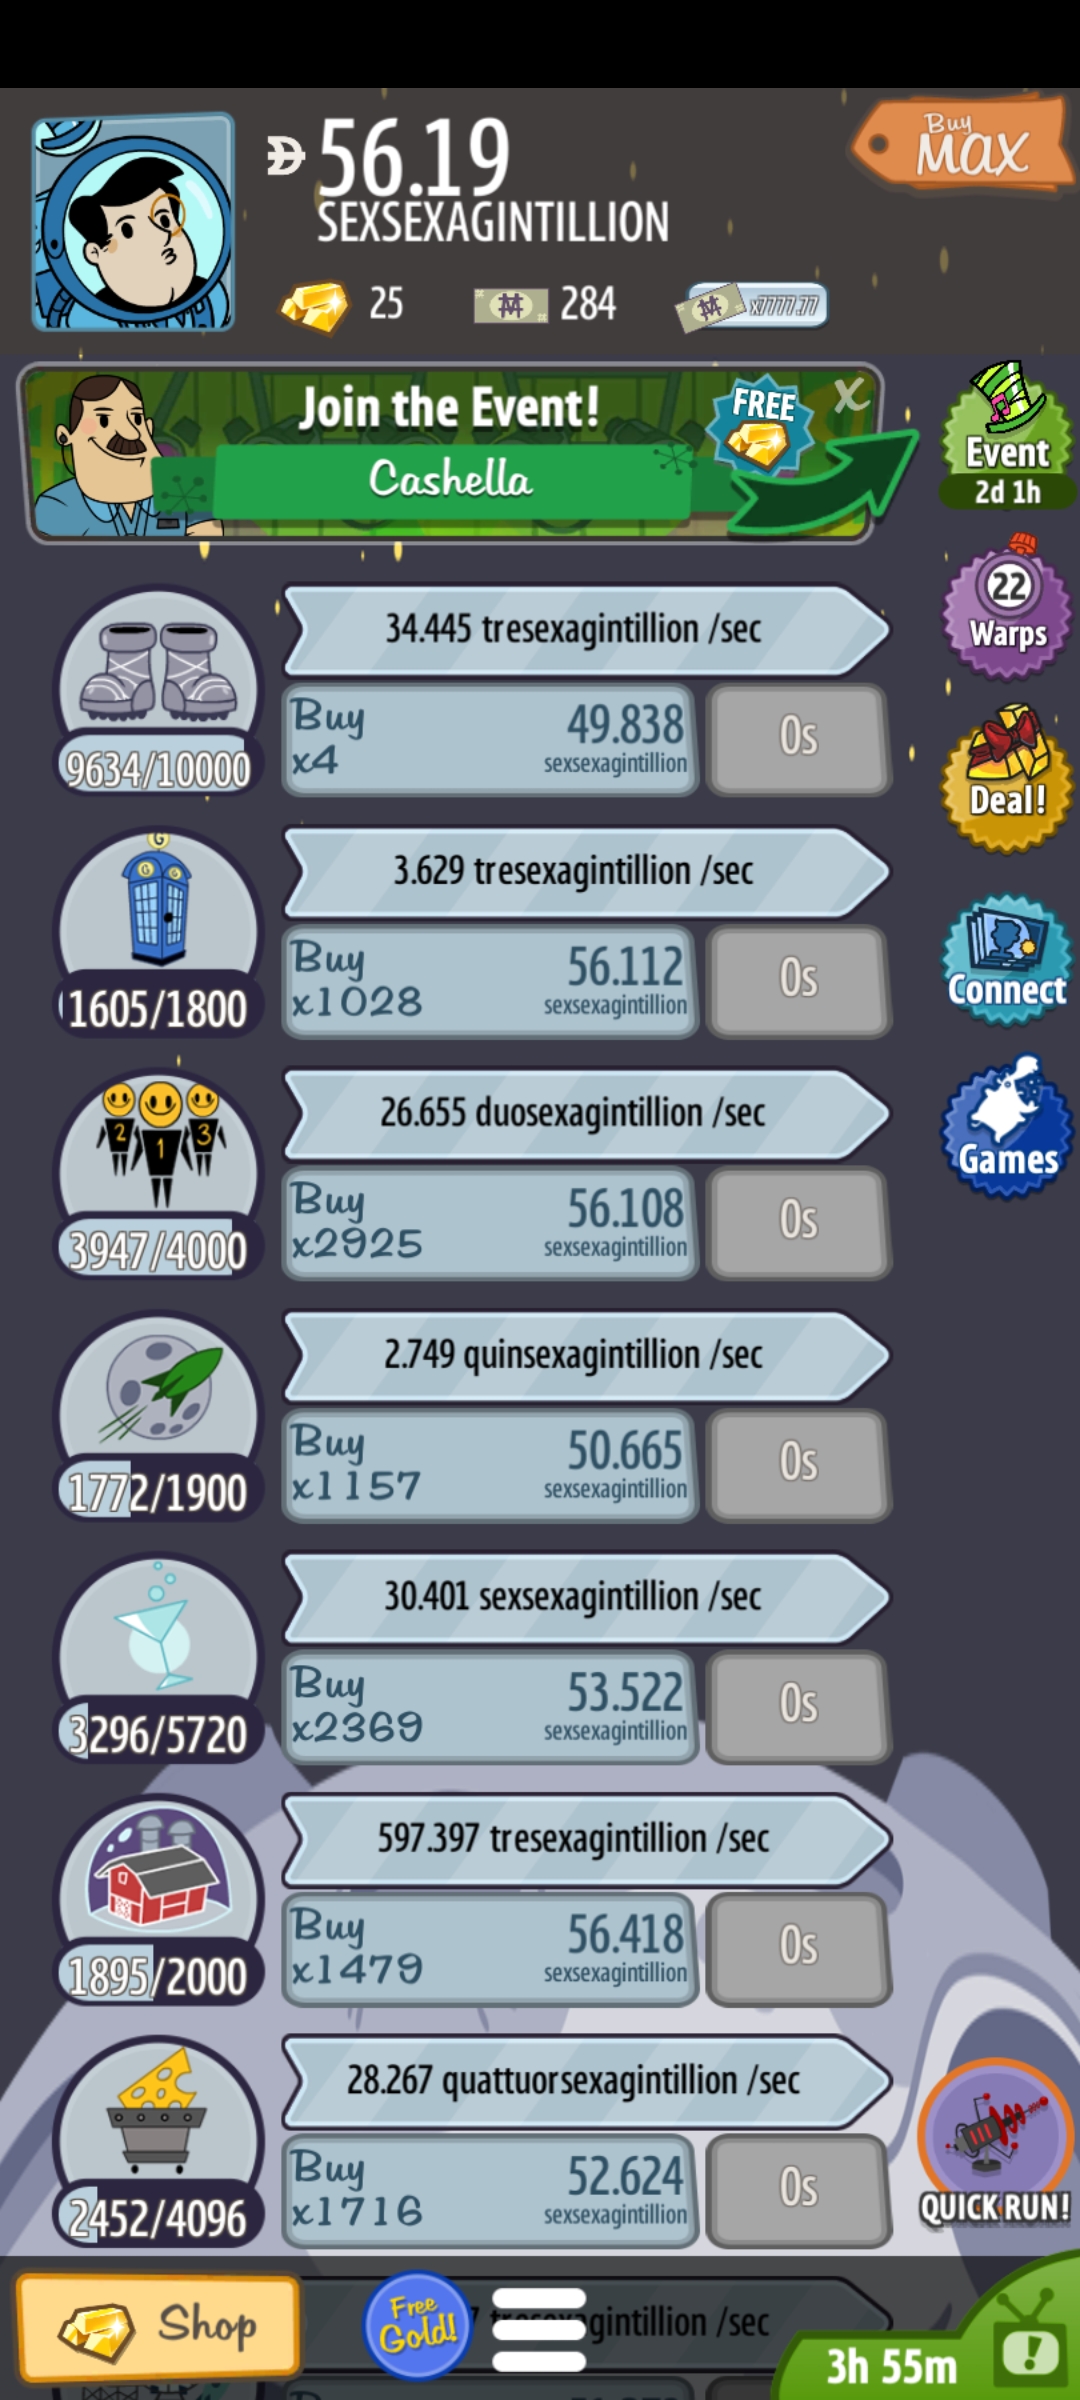 Buy
MAX
56.19
SEXSEXAGINTILLION
25
284
x7777.77
Join the Event!
FREE
X
Cashella
Event
2d 1h
34.445 tresexagintillion /sec
22
Warps
Buy
x4
49.838
sexsexagintillion
0s
9634/10000
Deal!
G
G G
3.629 tresexagintillion /sec
Buy
x1028
56.112
sexsexagintillion
0s
1605/1800
Connect
2 1 3
26.655 duosexagintillion /sec
Games
Buy
x2925
56.108
sexsexagintillion
0s
3947/4000
2.749 quinsexagintillion /sec
Buy
x1157
50.665
sexsexagintillion
0s
1772/1900
30.401 sexsexagintillion /sec
Buy
x2369
53.522
sexsexagintillion
0s
3296/5720
597.397 tresexagintillion /sec
Buy
x1479
56.418
sexsexagintillion
0s
1895/2000
28.267 quattuorsexagintillion /sec
Buy
x1716
52.624
sexsexagintillion
0s
2452/4096
QUICK RUN!
Shop
Free
Gold!
gintillion /sec
3h 55m
!